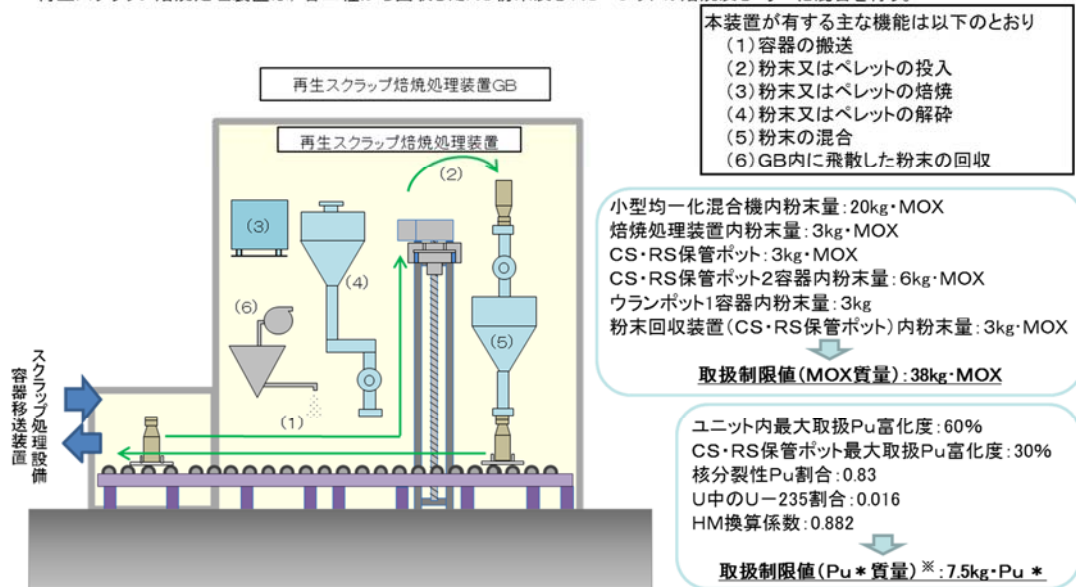 本装置が有する主な機能は以下のとおり
(1)容器の搬送
(2)粉末又はペレットの投入
(3)粉末又はペレットの焙焼
(4)粉末又はペレットの解砕
(5)粉末の混合
(6)GB内に飛散した粉末の回収
再生スクラップ焙焼処理装置GB
再生スクラップ焙焼処理装置
(2)
(3)
(4)
(6)
(5)
(1)
スクラップ処理設備
容器移送装置
小型均一化混合機内粉末量:20kg・MOX
焙焼処理装置内粉末量:3kg・MOX
CS・RS保管ポット:3kg・MOX
CS・RS保管ポット2容器内粉末量:6kg・MOX
ウランポット1容器内粉末量:3kg
粉末回収装置(CS・RS保管ポット)内粉末量:3kg・MOX
取扱制限値(MOX質量):38kg・MOX
ユニット内最大取扱Pu富化度:60%
CS・RS保管ポット最大取扱Pu富化度:30%
核分裂性Pu割合:0.83
U中のU－235割合:0.016
HM換算係数:0.882
取扱制限値(Pu*質量)※:7.5kg・Pu *